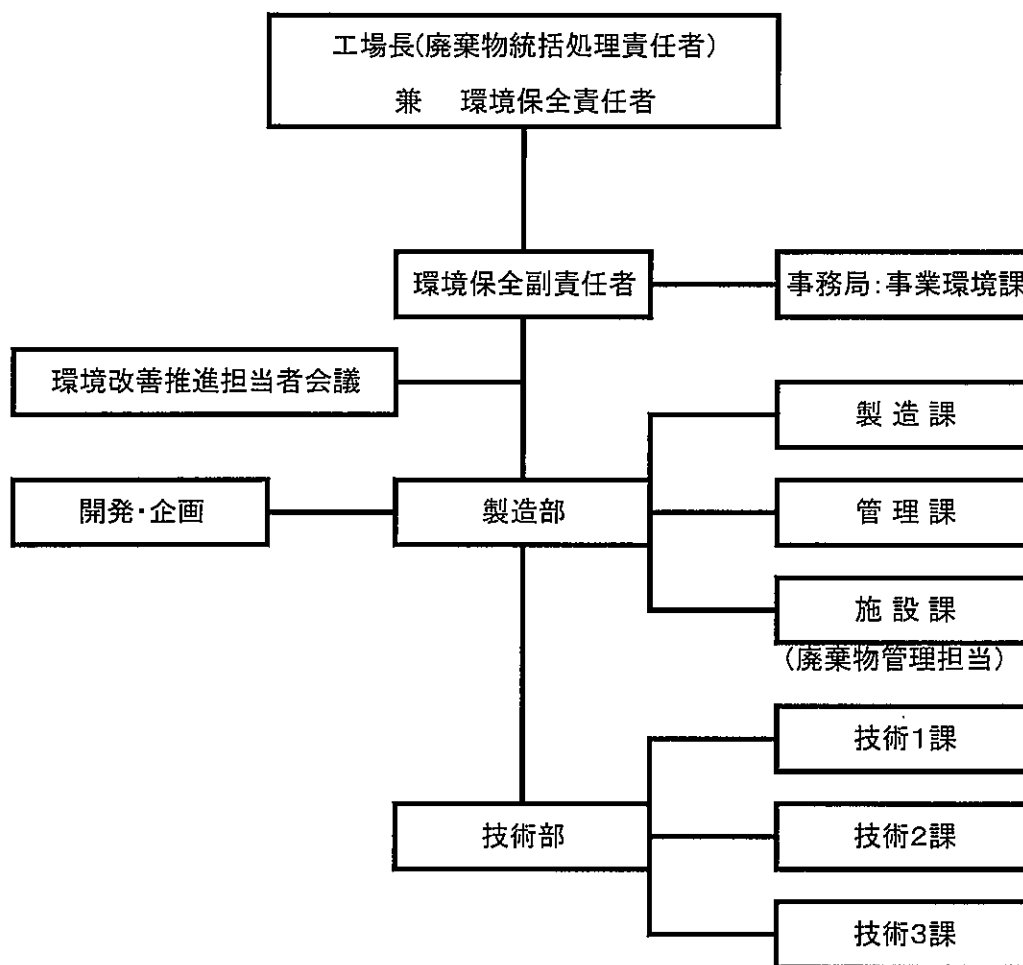 工場長(廃棄物統括処理責任者)
兼　環境保全責任者
環境保全副責任者
事務局:事業環境課
環境改善推進担当者会議
製 造 課
開発・企画
製造部
管 理 課
施 設 課
(廃棄物管理担当)
技術1課
技術部
技術2課
技術3課